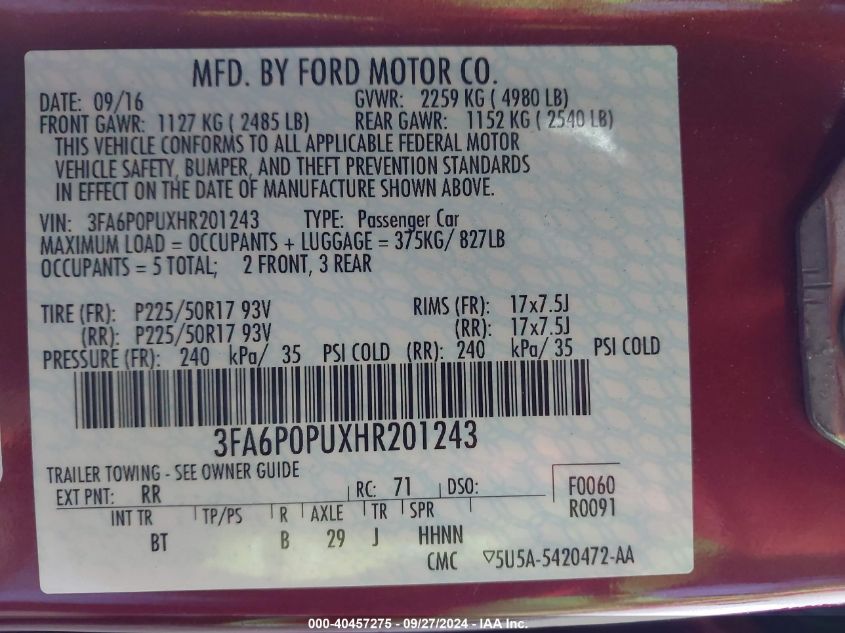 MFD. BY FORD MOTOR CO.
DATE: 09/16 GVWR: 2259 KG ( 4980 LB)
FRONT GAWR: 1127 KG ( 2485 LB) REAR GAWR: 1152 KG ( 2540 LB)
THIS VEHICLE CONFORMS TO ALL APPLICABLE FEDERAL MOTOR
VEHICLE SAFETY, BUMPER, AND THEFT PREVENTION STANDARDS
IN EFFECT ON THE DATE OF MANUFACTURE SHOWN ABOVE.
VIN: 3FA6P0PUXHR201243 TYPE: Passenger Car
MAXIMUM LOAD = OCCUPANTS + LUGGAGE = 375KG/ 827LB
OCCUPANTS = 5 TOTAL; 2 FRONT, 3 REAR
TIRE (FR): P225/50R17 93V RIMS (FR): 17x7.5J
(RR): P225/50R17 93V (RR): 17x7.5J
PRESSURE (FR): 240 kPa/ 35 PSI COLD (RR): 240 kPa/ 35 PSI COLD
3FA6P0PUXHR201243
TRAILER TOWING - SEE OWNER GUIDE
EXT PNT: RR RC: 71 DSO: F0060
INT TR TP/PS R AXLE TR SPR R0091
BT B 29 J HHNN
CMC ▽5U5A-5420472-AA
000-40457275 - 09/27/2024 - IAA Inc.